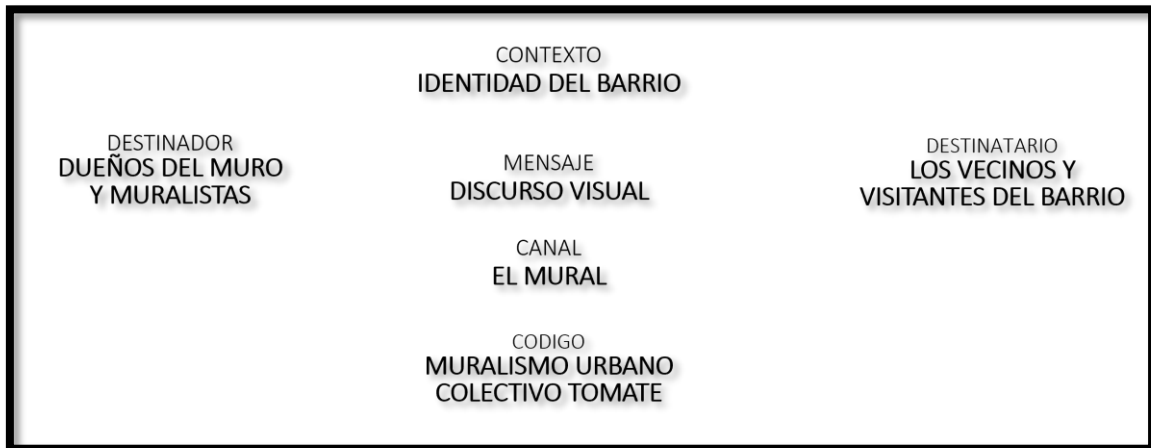 CONTEXTO
IDENTIDAD DEL BARRIO
DESTINADOR
DUEÑOS DEL MURO
Y MURALISTAS
MENSAJE
DISCURSO VISUAL
DESTINATARIO
LOS VECINOS Y
VISITANTES DEL BARRIO
CANAL
EL MURAL
CODIGO
MURALISMO URBANO
COLECTIVO TOMATE